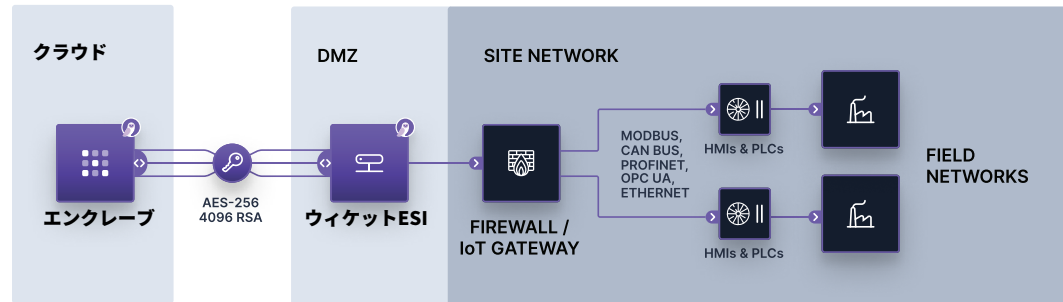 クラウド
DMZ
SITE NETWORK
エンクレーブ
AES-256
4096 RSA
ウィケットESI
FIREWALL /
IoT GATEWAY
MODBUS,
CAN BUS,
PROFINET,
OPC UA,
ETHERNET
HMIs & PLCs
HMIs & PLCs
FIELD
NETWORKS